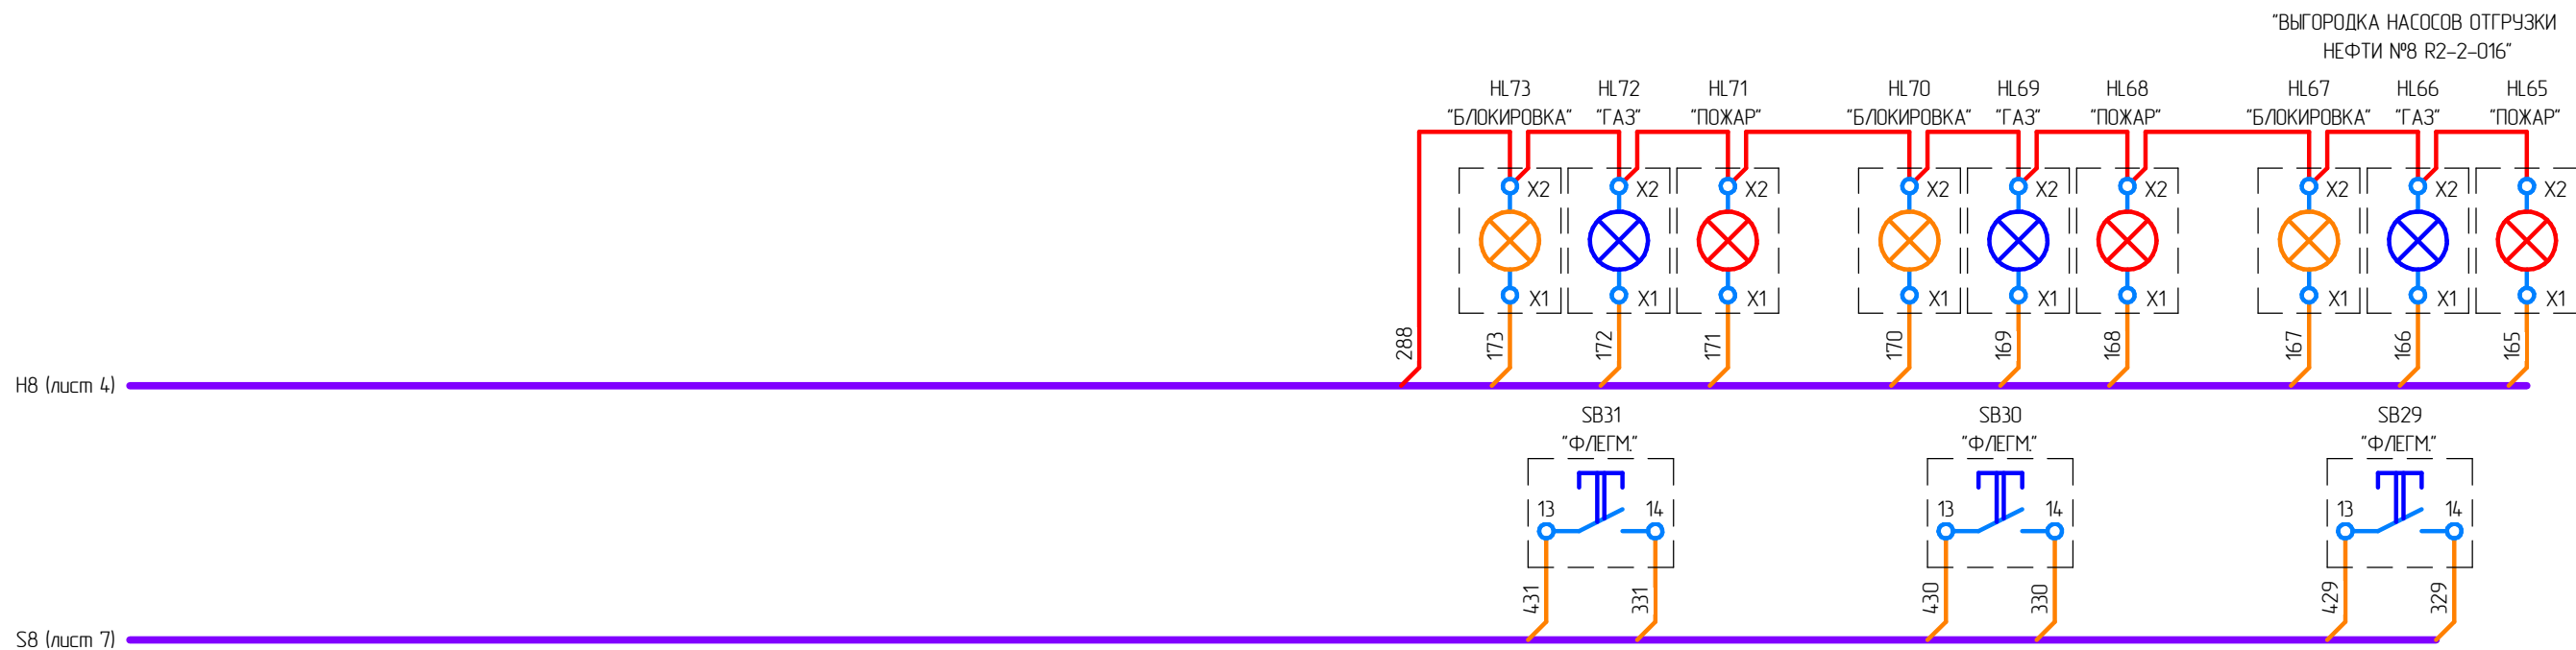 "ВЫГОРОДКА НАСОСОВ ОТГРУЗКИ
НЕФТИ №8 R2-2-016"
HL73 HL72 HL71 HL70 HL69 HL68 HL67 HL66 HL65
"БЛОКИРОВКА" "ГАЗ" "ПОЖАР" "БЛОКИРОВКА" "ГАЗ" "ПОЖАР" "БЛОКИРОВКА" "ГАЗ" "ПОЖАР"
X2 X2 X2 X2 X2 X2 X2 X2 X2
X1 X1 X1 X1 X1 X1 X1 X1 X1
288 173 172 171 170 169 168 167 166 165
H8 (лист 4)
SB31 SB30 SB29
"ФЛЕГМ." "ФЛЕГМ." "ФЛЕГМ."
13 14 13 14 13 14
431 331 430 330 429 329
S8 (лист 7)